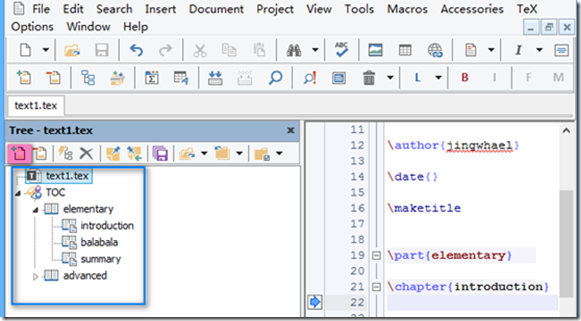 File Edit Search Insert Document Project View Tools Macros Accessories TeX
Options Window Help
L B I F M
text1.tex
Tree - text1.tex
text1.tex
TOC
elementary
introduction
balabala
summary
advanced
11
12 \author{jingwhael}
13
14 \date{}
15
16 \maketitle
17
18
19 \part{elementary}
20
21 \chapter{introduction}
22